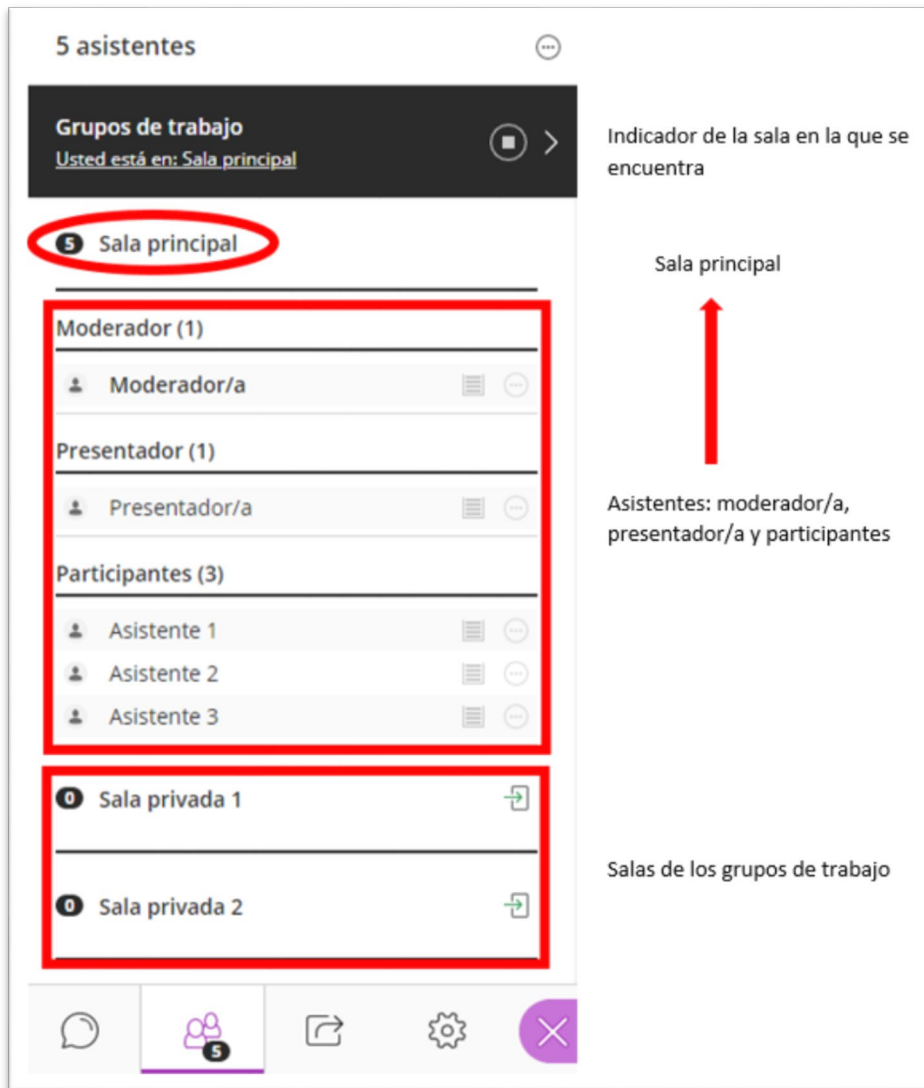 5 asistentes
Grupos de trabajo
Usted está en: Sala principal
Indicador de la sala en la que se
encuentra
5 Sala principal
Sala principal
Moderador (1)
Moderador/a
Presentador (1)
Presentador/a
Asistentes: moderador/a,
presentador/a y participantes
Participantes (3)
Asistente 1
Asistente 2
Asistente 3
0 Sala privada 1
Salas de los grupos de trabajo
0 Sala privada 2
5